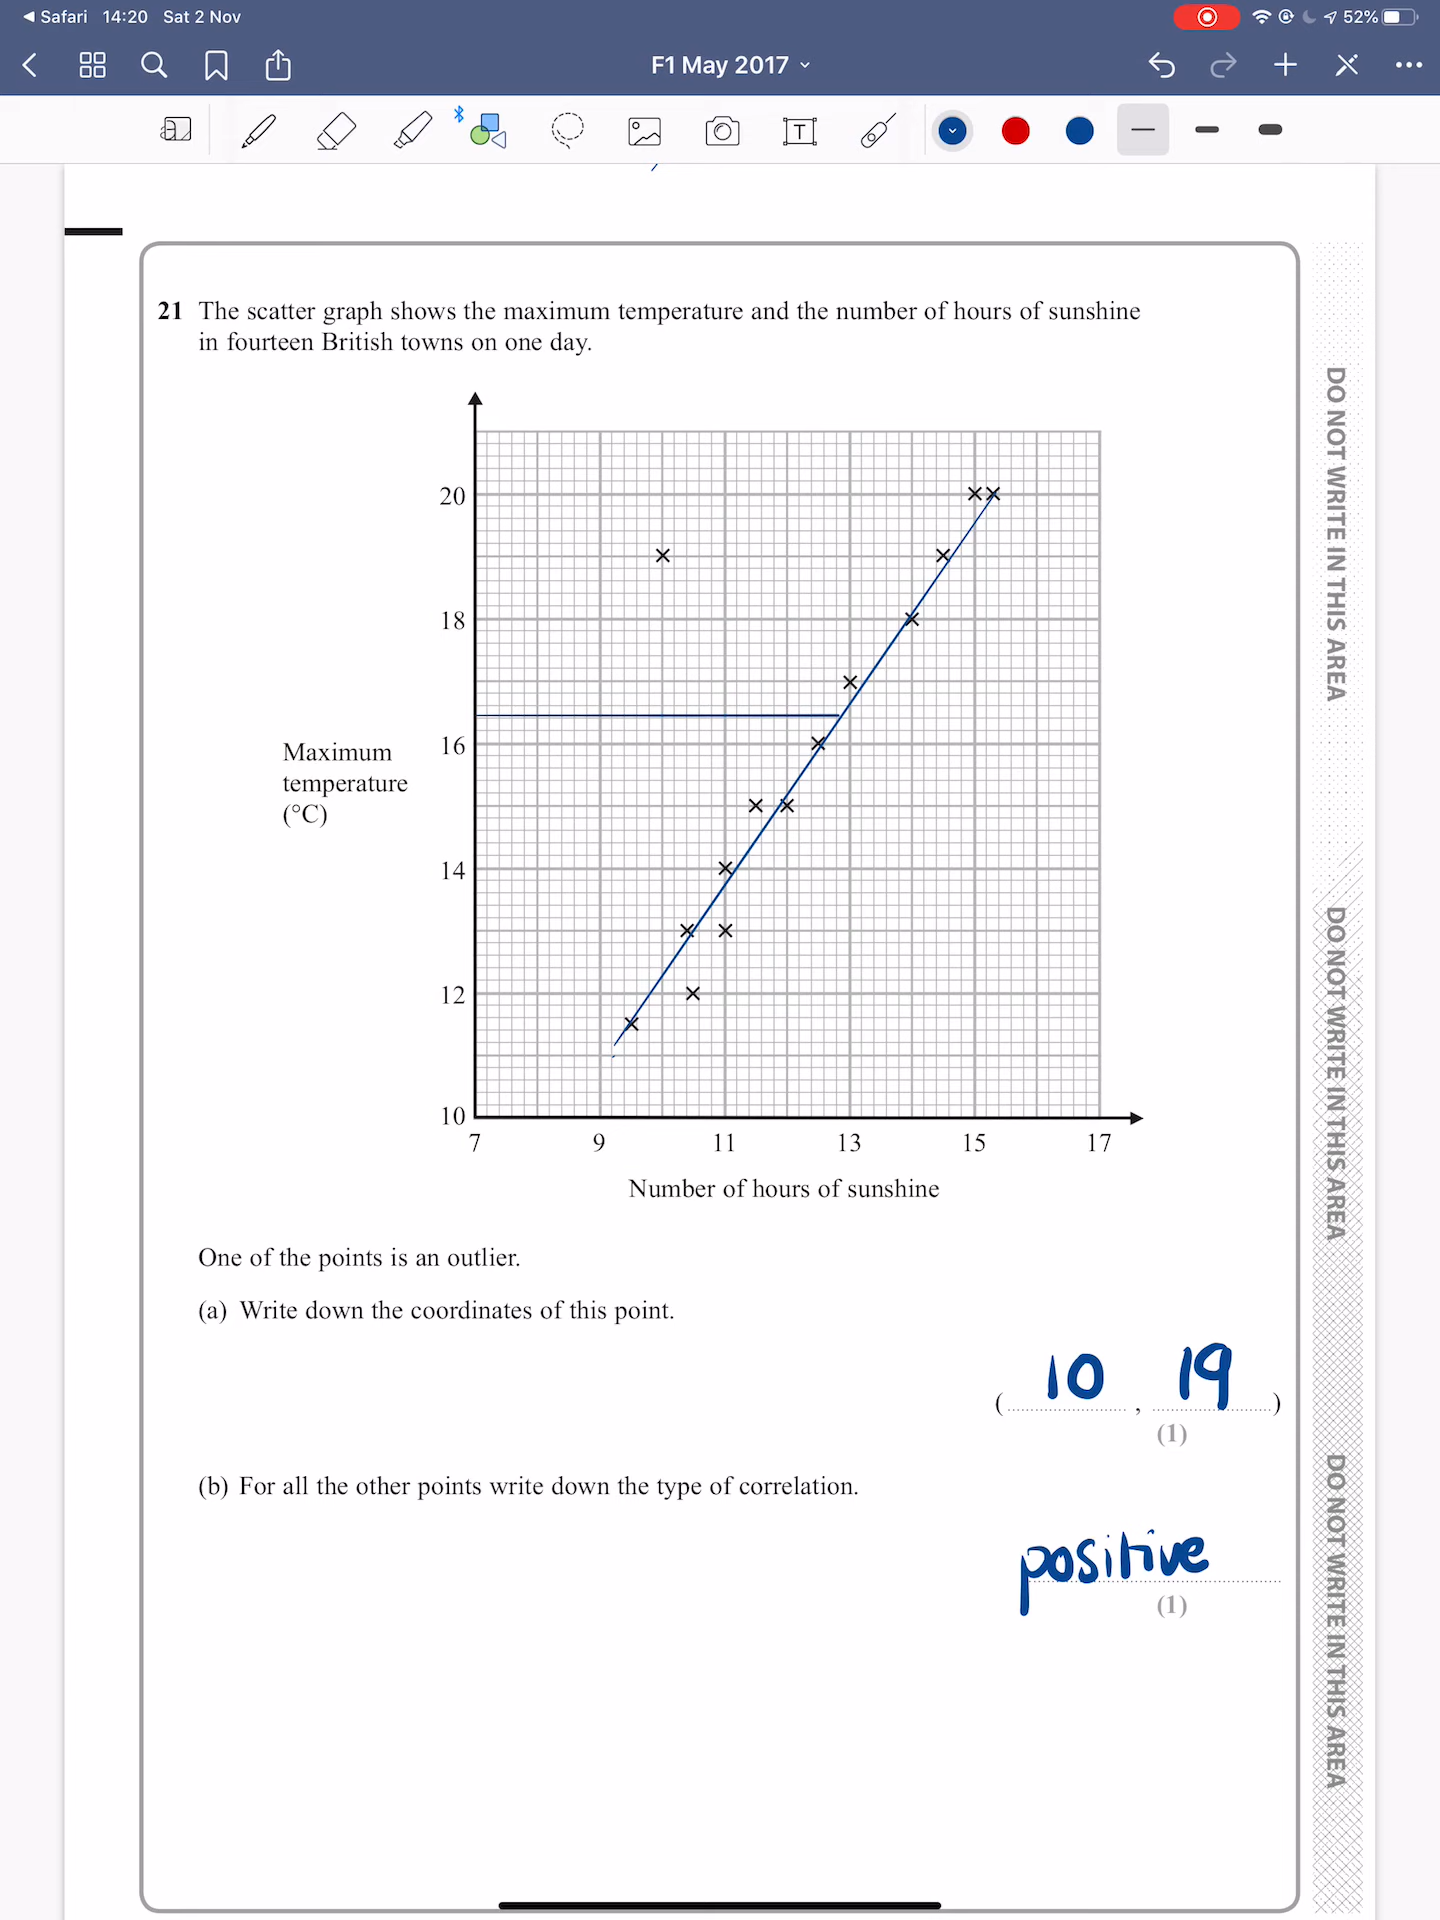 Safari 14:20 Sat 2 Nov 52%
F1 May 2017
T
21 The scatter graph shows the maximum temperature and the number of hours of sunshine
in fourteen British towns on one day.
20
18
16
14
12
10
Maximum
temperature
(°C)
7 9 11 13 15 17
Number of hours of sunshine
One of the points is an outlier.
(a) Write down the coordinates of this point.
( 10 , 19 )
(1)
(b) For all the other points write down the type of correlation.
positive
(1)
DO NOT WRITE IN THIS AREA
DO NOT WRITE IN THIS AREA
DO NOT WRITE IN THIS AREA